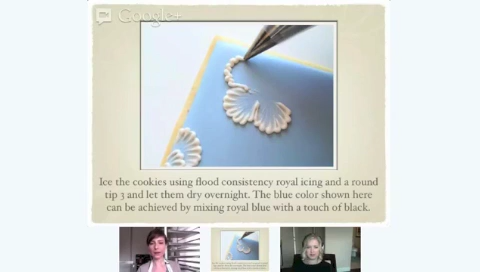 Google+
Ice the cookies using flood consistency royal icing and a round
tip 3 and let them dry overnight. The blue color shown here
can be achieved by mixing royal blue with a touch of black.